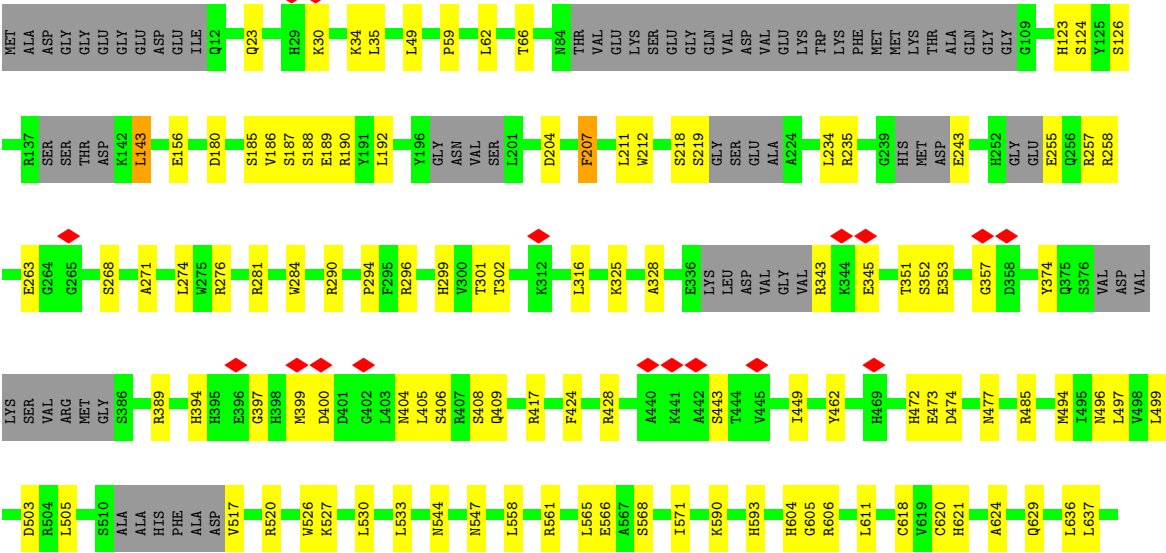 MET ALA ASP GLY GLY GLU GLY GLU ASP GLU ILE Q12 Q23 H29 K30 K34 L35 L49 P59 L62 T66 N84 THR VAL GLU LYS SER GLU GLY GLN VAL ASP VAL GLU LYS TRP LYS PHE MET MET LYS THR ALA GLN GLY GLY G109 H123 S124 Y125 S126
R137 SER SER THR ASP K142 L143 E156 D180 S185 V186 S187 S188 E189 R190 Y191 L192 Y196 GLY ASN VAL SER L201 D204 F207 L211 W212 S218 S219 GLY SER GLU ALA A224 L234 R235 G239 HIS MET ASP E243 H252 GLY GLU E255 Q256 R257 R258
E263 G264 G265 S268 A271 L274 W275 R276 R281 W284 R290 P294 F295 R296 H299 V300 T301 T302 K312 L316 K325 A328 E336 LYS LEU ASP VAL GLY VAL R343 K344 E345 T351 S352 E353 G357 D358 Y374 Q375 S376 VAL ASP VAL
LYS SER VAL ARG MET GLY S386 R389 H394 H395 E396 G397 H398 M399 D400 D401 G402 L403 N404 L405 S406 R407 S408 Q409 R417 F424 R428 A440 K441 A442 S443 T444 V445 I449 Y462 H469 H472 E473 D474 N477 R485 M494 I495 N496 L497 V498 L499
D503 R504 L505 S510 ALA ALA HIS PHE ALA ASP V517 R520 W526 K527 L530 L533 N544 N547 L558 R561 L565 E566 A567 S568 I571 K590 H593 H604 G605 R606 L611 C618 V619 C620 H621 A624 Q629 L636 L637